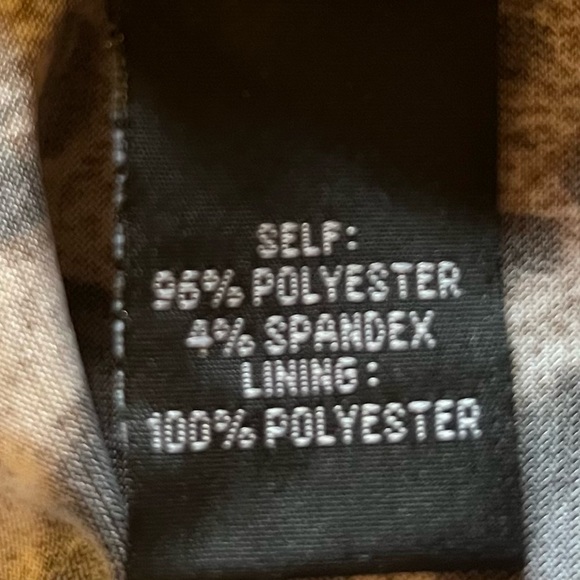 SELF:
96% POLYESTER
4% SPANDEX
LINING:
100% POLYESTER